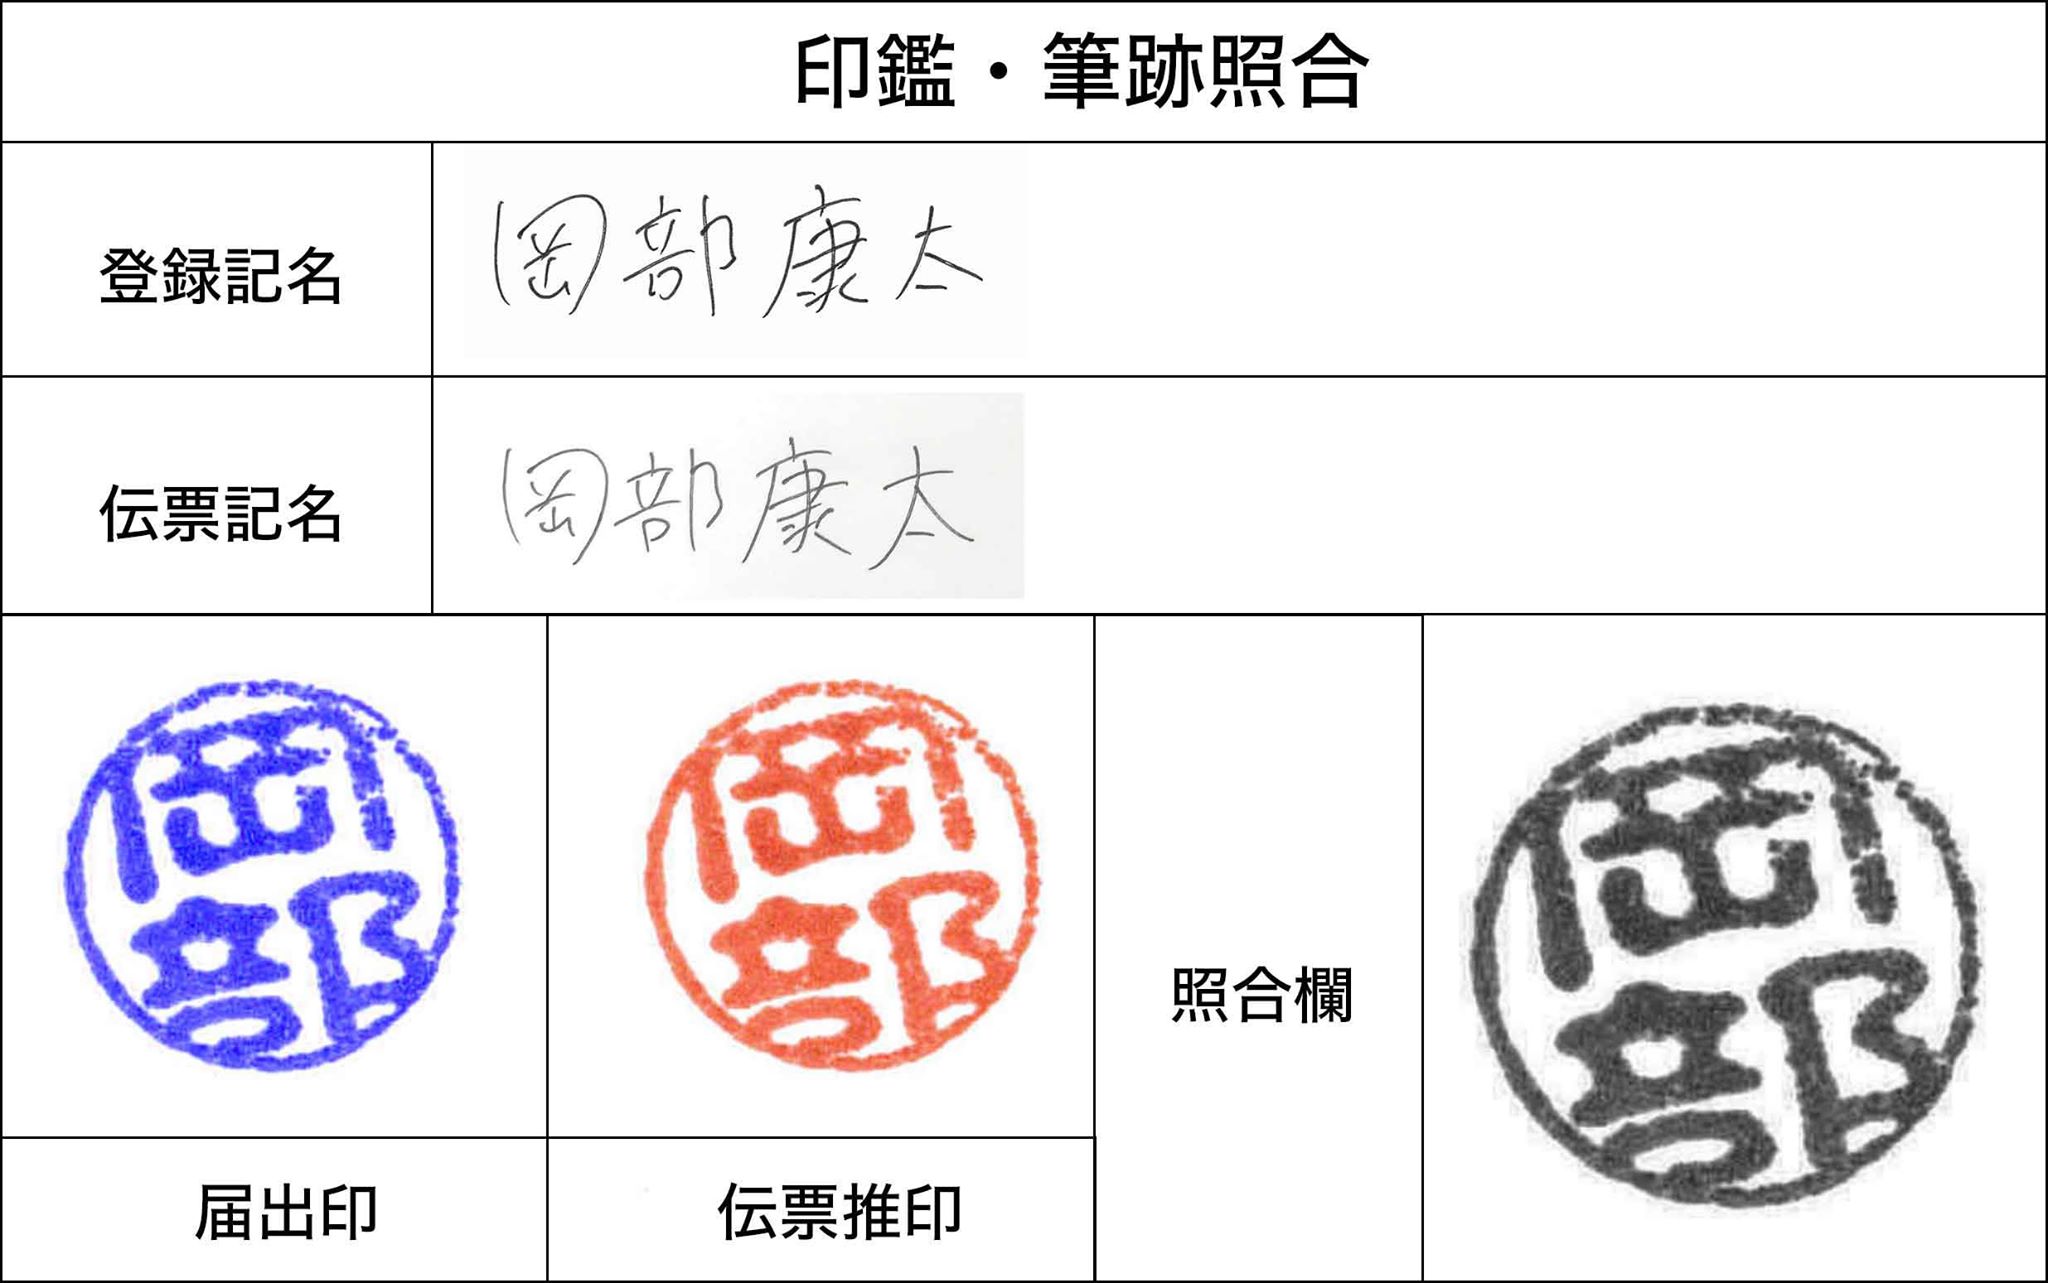 印鑑・筆跡照合
登録記名
岡部康太
伝票記名
岡部康太
岡部
岡部
照合欄
岡部
届出印
伝票推印